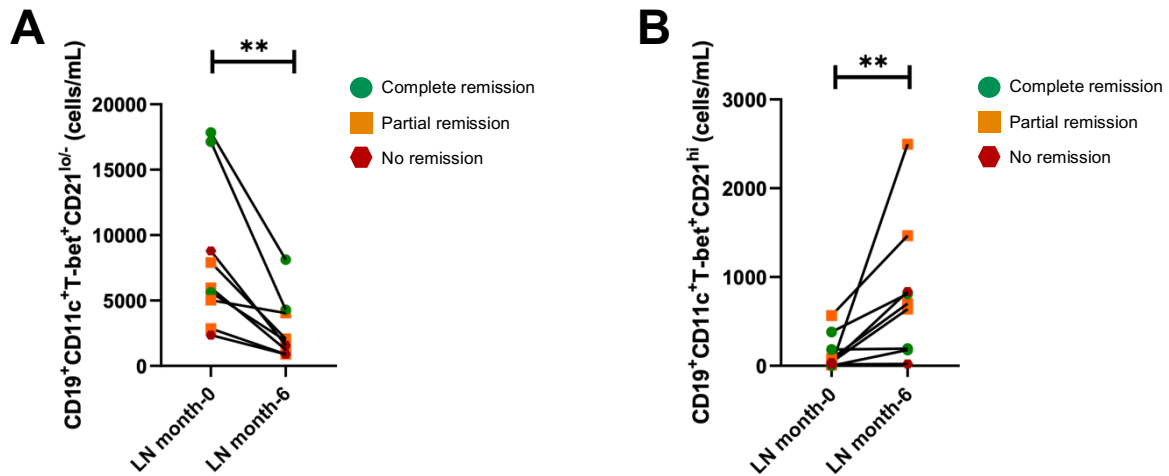 A
**
CD19⁺CD11c⁺T-bet⁺CD21ˡᵒ/⁻ (cells/mL)
20000
15000
10000
5000
0
LN month-0
LN month-6
Complete remission
Partial remission
No remission
B
**
CD19⁺CD11c⁺T-bet⁺CD21ʰⁱ (cells/mL)
3000
2000
1000
0
LN month-0
LN month-6
Complete remission
Partial remission
No remission